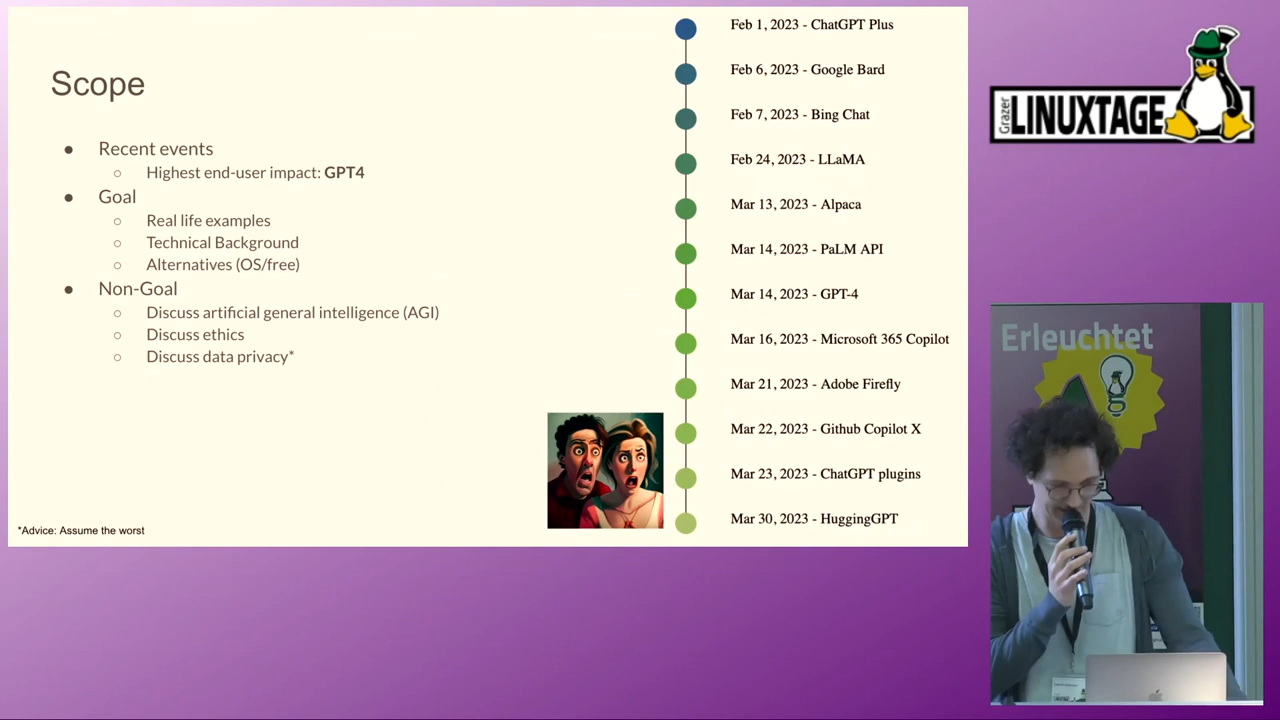 Scope
● Recent events
○ Highest end-user impact: GPT4
● Goal
○ Real life examples
○ Technical Background
○ Alternatives (OS/free)
● Non-Goal
○ Discuss artificial general intelligence (AGI)
○ Discuss ethics
○ Discuss data privacy*
*Advice: Assume the worst
Feb 1, 2023 - ChatGPT Plus
Feb 6, 2023 - Google Bard
Feb 7, 2023 - Bing Chat
Feb 24, 2023 - LLaMA
Mar 13, 2023 - Alpaca
Mar 14, 2023 - PaLM API
Mar 14, 2023 - GPT-4
Mar 16, 2023 - Microsoft 365 Copilot
Mar 21, 2023 - Adobe Firefly
Mar 22, 2023 - Github Copilot X
Mar 23, 2023 - ChatGPT plugins
Mar 30, 2023 - HuggingGPT
Grazer
LINUXTAGE
Erleuchtet